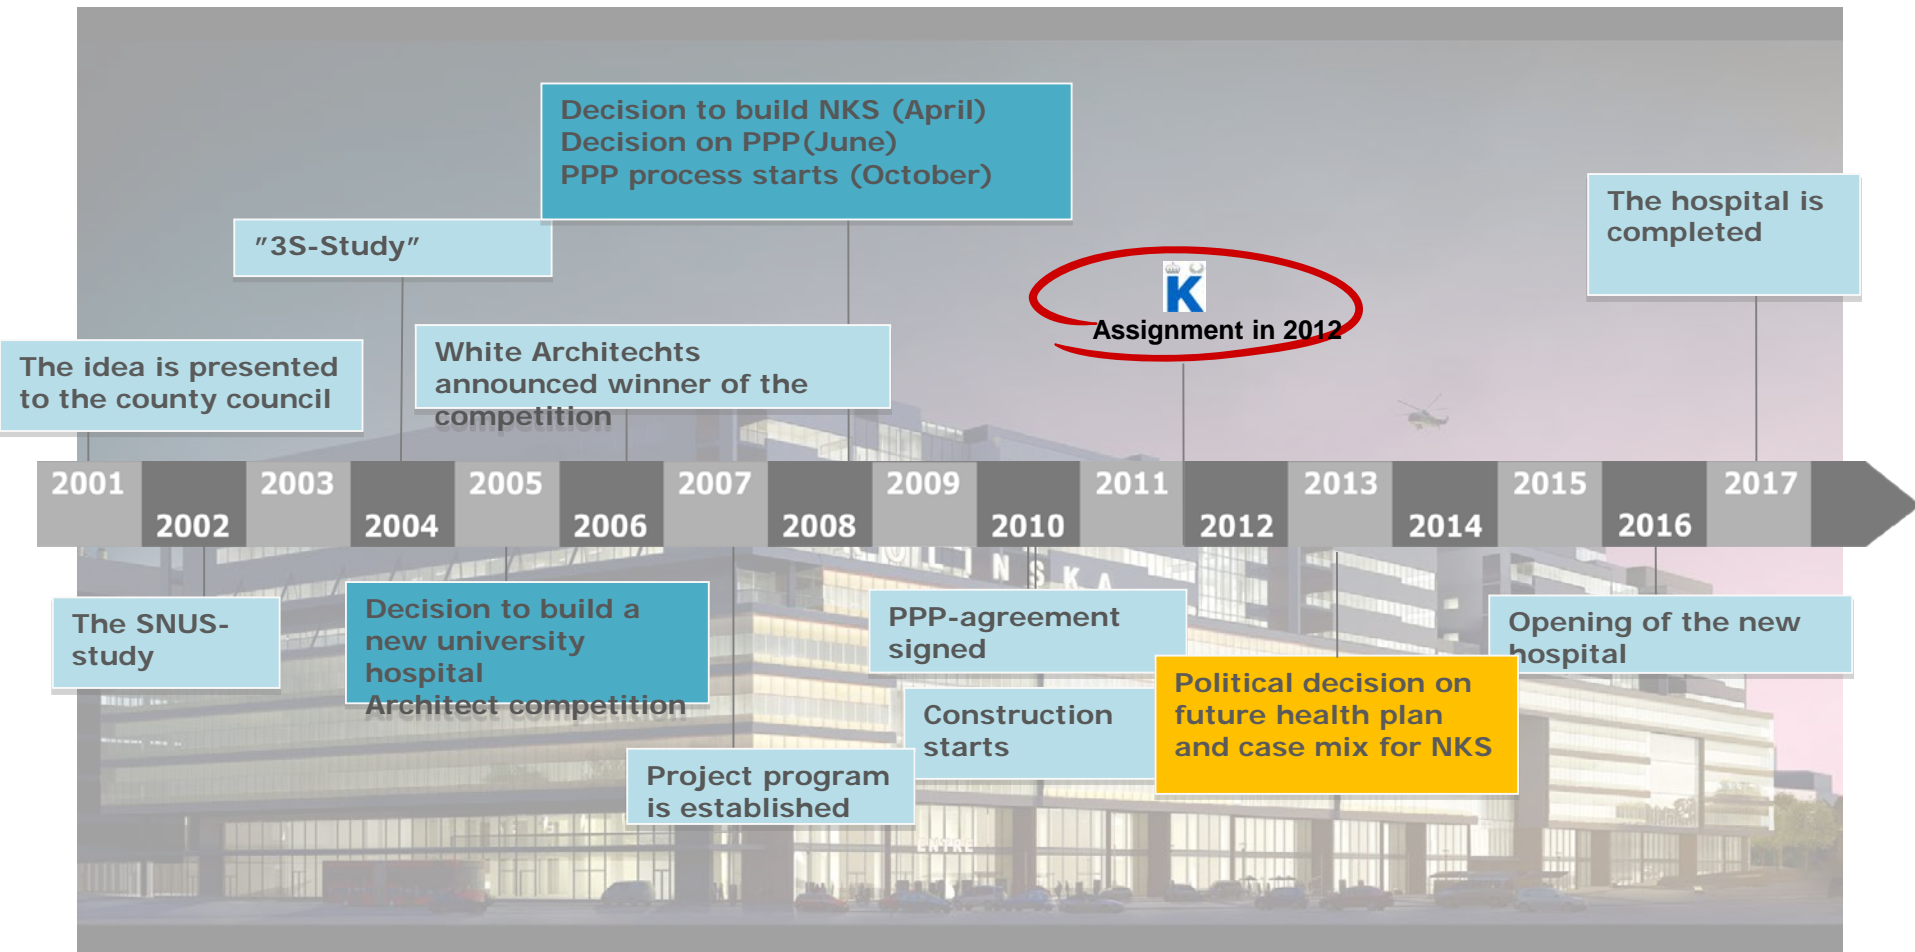 Decision to build NKS (April)
Decision on PPP(June)
PPP process starts (October)
The hospital is
completed
"3S-Study"
K
Assignment in 2012
The idea is presented
to the county council
White Architechts
announced winner of the
competition
2001 2002 2003 2004 2005 2006 2007 2008 2009 2010 2011 2012 2013 2014 2015 2016 2017
The SNUS-
study
Decision to build a
new university
hospital
Architect competition
PPP-agreement
signed
Opening of the new
hospital
Political decision on
future health plan
and case mix for NKS
Construction
starts
Project program
is established
ENTRE